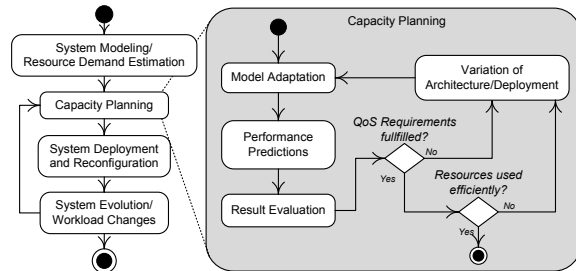 System Modeling/
Resource Demand Estimation
Capacity Planning
System Deployment
and Reconfiguration
System Evolution/
Workload Changes
Capacity Planning
Model Adaptation
Variation of
Architecture/Deployment
Performance
Predictions
QoS Requirements
fulfilled?
No
Yes
Result Evaluation
Resources used
efficiently?
No
Yes